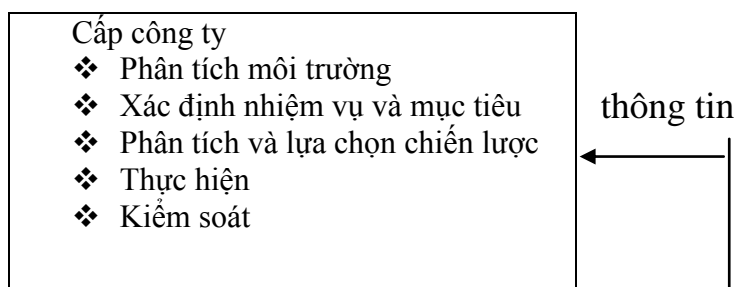 Cấp công ty
❖ Phân tích môi trường
❖ Xác định nhiệm vụ và mục tiêu
❖ Phân tích và lựa chọn chiến lược
❖ Thực hiện
❖ Kiểm soát
thông tin